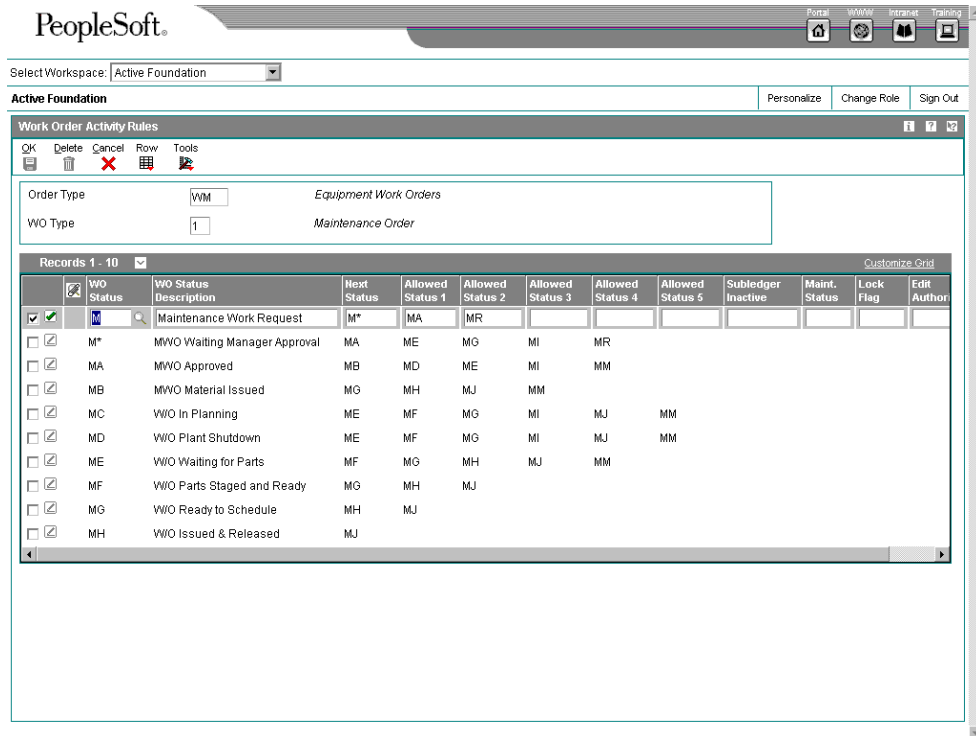 Portal WWW Intranet Training
PeopleSoft.
Select Workspace: Active Foundation
Active Foundation Personalize Change Role Sign Out
Work Order Activity Rules
OK Delete Cancel Row Tools
Order Type WM Equipment Work Orders
WO Type 1 Maintenance Order
Records 1 - 10 Customize Grid
WO Status WO Status Description Next Status Allowed Status 1 Allowed Status 2 Allowed Status 3 Allowed Status 4 Allowed Status 5 Subledger Inactive Maint. Status Lock Flag Edit Author
M Maintenance Work Request M* MA MR
M* MWO Waiting Manager Approval MA ME MG MI MR
MA MWO Approved MB MD ME MI MM
MB MWO Material Issued MG MH MJ MM
MC W/O In Planning ME MF MG MI MJ MM
MD W/O Plant Shutdown ME MF MG MI MJ MM
ME W/O Waiting for Parts MF MG MH MJ MM
MF W/O Parts Staged and Ready MG MH MJ
MG W/O Ready to Schedule MH MJ
MH W/O Issued & Released MJ